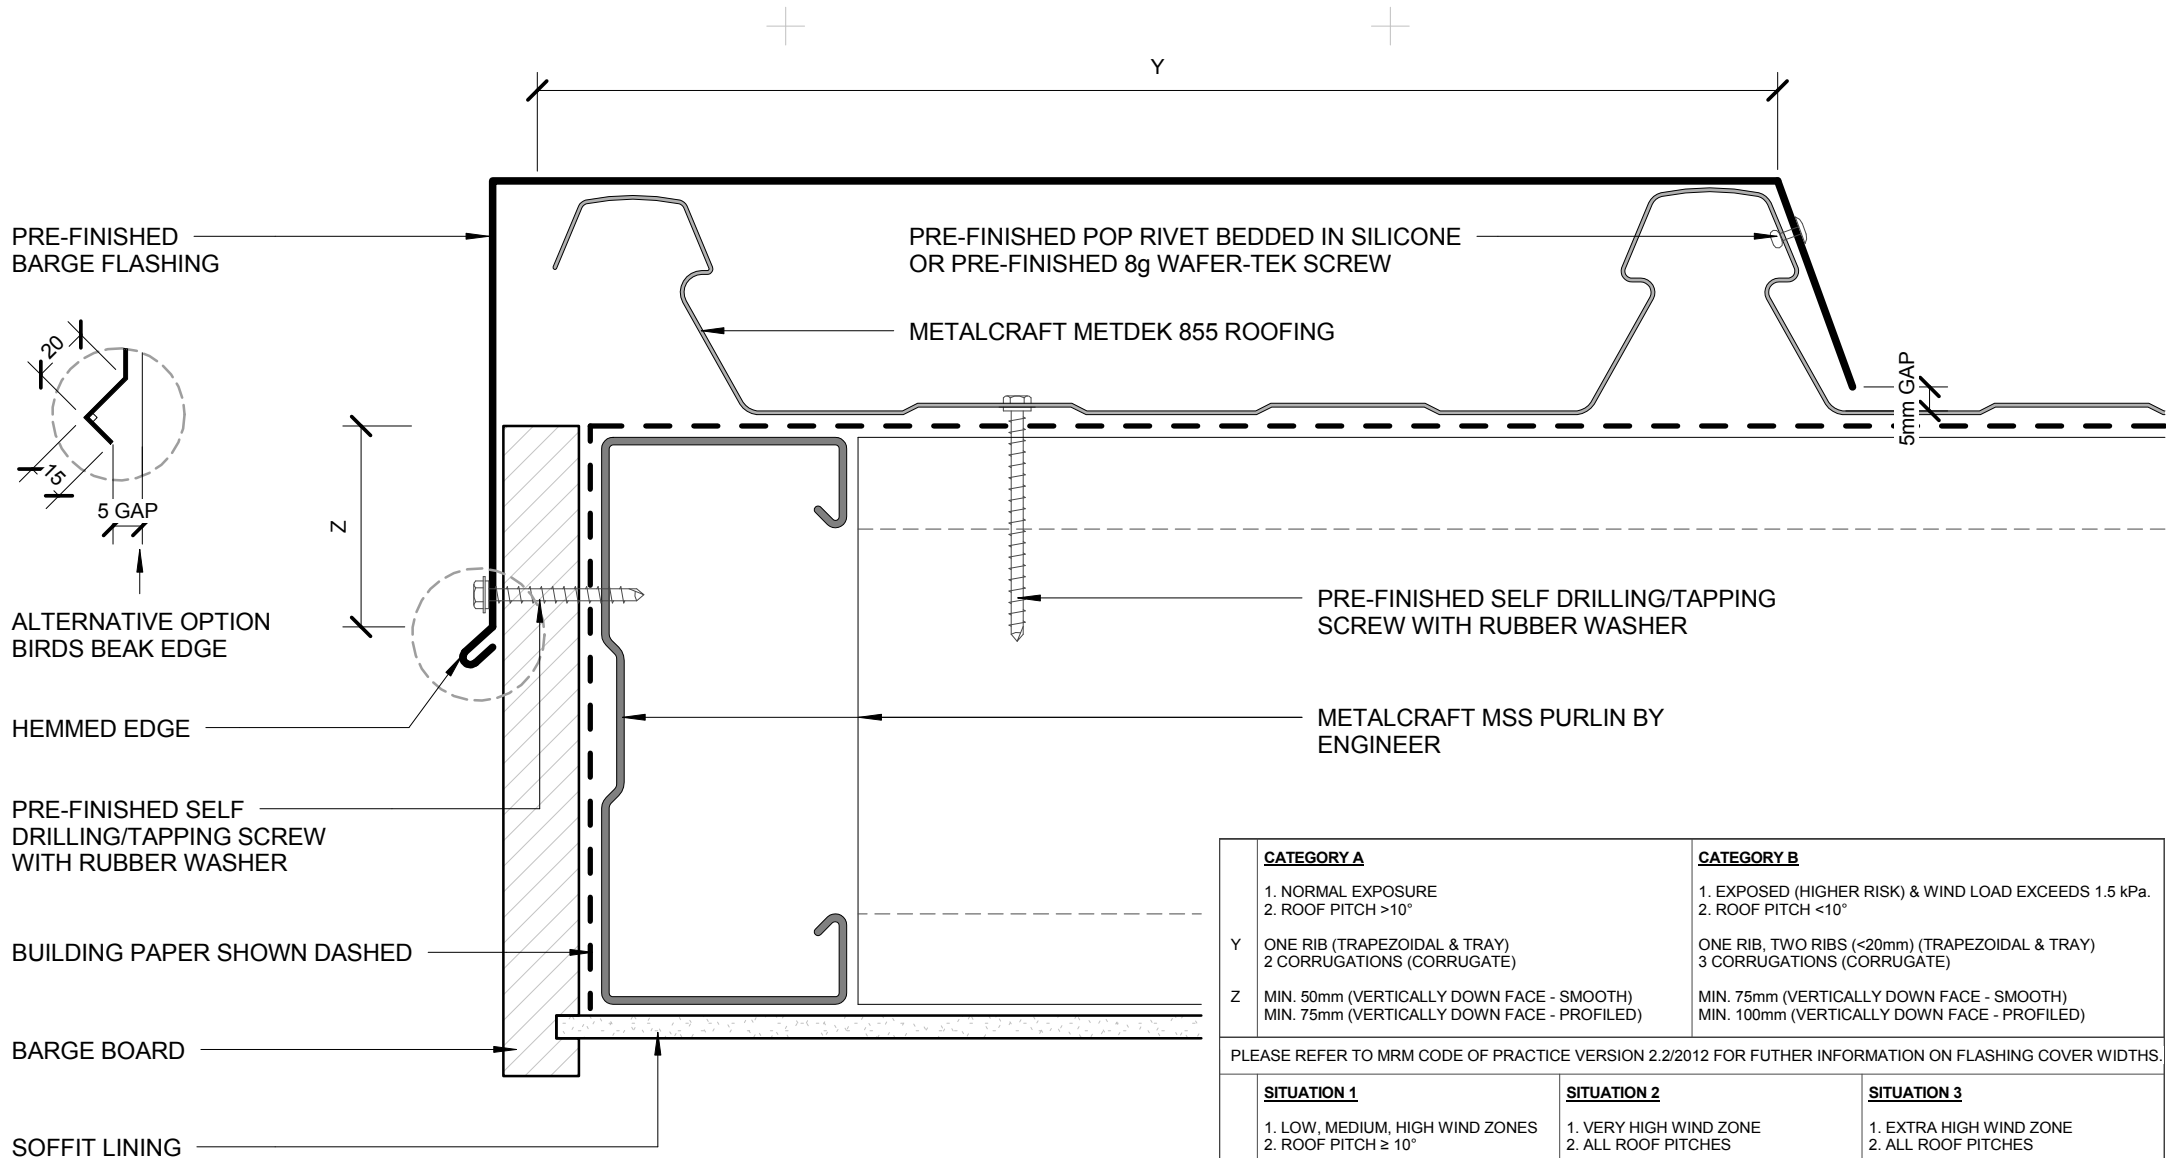 Y
PRE-FINISHED
BARGE FLASHING
PRE-FINISHED POP RIVET BEDDED IN SILICONE
OR PRE-FINISHED 8g WAFER-TEK SCREW
METALCRAFT METDEK 855 ROOFING
20
15
5 GAP
5mm GAP
Z
ALTERNATIVE OPTION
BIRDS BEAK EDGE
PRE-FINISHED SELF DRILLING/TAPPING
SCREW WITH RUBBER WASHER
HEMMED EDGE
METALCRAFT MSS PURLIN BY
ENGINEER
PRE-FINISHED SELF
DRILLING/TAPPING SCREW
WITH RUBBER WASHER
BUILDING PAPER SHOWN DASHED
BARGE BOARD
SOFFIT LINING
CATEGORY A
1. NORMAL EXPOSURE
2. ROOF PITCH >10°
Y
ONE RIB (TRAPEZOIDAL & TRAY)
2 CORRUGATIONS (CORRUGATE)
Z
MIN. 50mm (VERTICALLY DOWN FACE - SMOOTH)
MIN. 75mm (VERTICALLY DOWN FACE - PROFILED)
CATEGORY B
1. EXPOSED (HIGHER RISK) & WIND LOAD EXCEEDS 1.5 kPa.
2. ROOF PITCH <10°
ONE RIB, TWO RIBS (<20mm) (TRAPEZOIDAL & TRAY)
3 CORRUGATIONS (CORRUGATE)
MIN. 75mm (VERTICALLY DOWN FACE - SMOOTH)
MIN. 100mm (VERTICALLY DOWN FACE - PROFILED)
PLEASE REFER TO MRM CODE OF PRACTICE VERSION 2.2/2012 FOR FUTHER INFORMATION ON FLASHING COVER WIDTHS.
SITUATION 1
1. LOW, MEDIUM, HIGH WIND ZONES
2. ROOF PITCH ≥ 10°
SITUATION 2
1. VERY HIGH WIND ZONE
2. ALL ROOF PITCHES
SITUATION 3
1. EXTRA HIGH WIND ZONE
2. ALL ROOF PITCHES